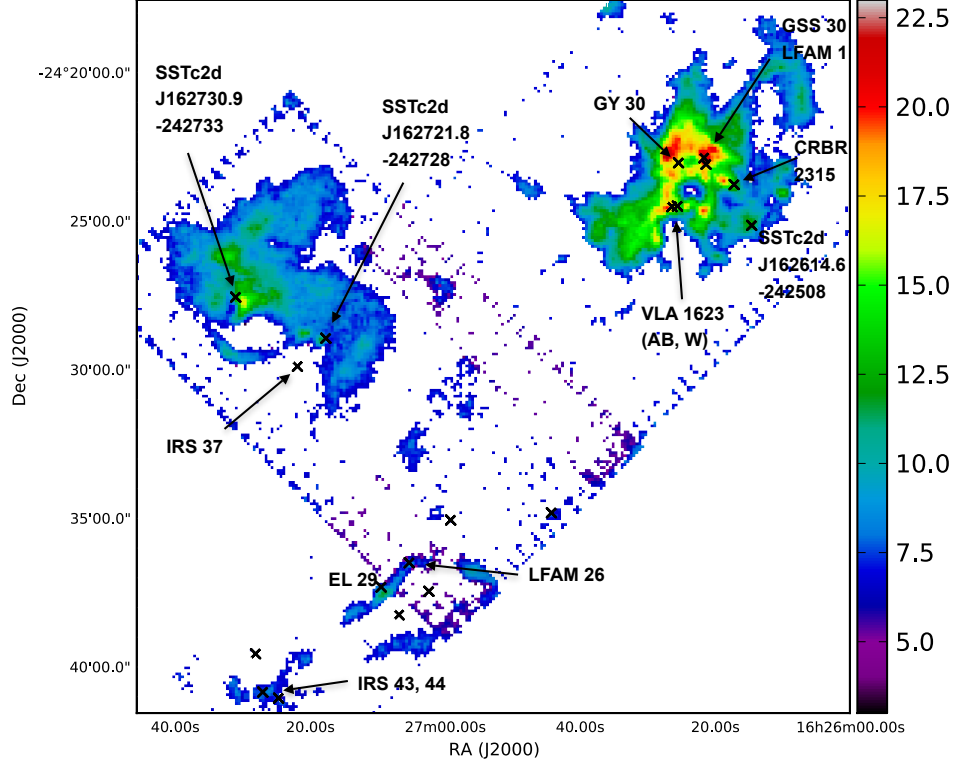 GSS 30
LFAM 1
22.5
-24°20'00.0"
SSTc2d
J162730.9
-242733
SSTc2d
J162721.8
-242728
GY 30
20.0
CRBR
2315
17.5
25'00.0"
SSTc2d
J162614.6
-242508
15.0
VLA 1623
(AB, W)
Dec (J2000)
30'00.0"
12.5
IRS 37
10.0
35'00.0"
7.5
EL 29
LFAM 26
5.0
40'00.0"
IRS 43, 44
40.00s
20.00s
27m00.00s
40.00s
20.00s
16h26m00.00s
RA (J2000)